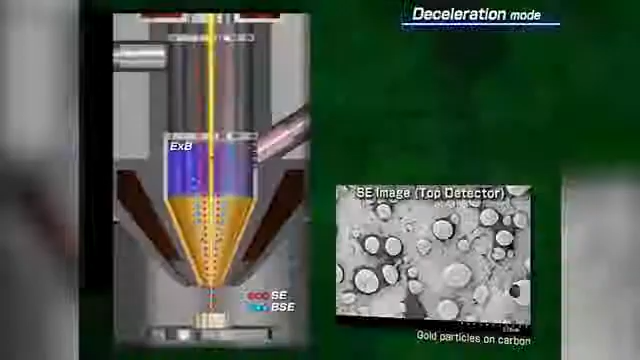 Deceleration mode
ExB
SE Image (Top Detector)
SE
BSE
Gold particles on carbon